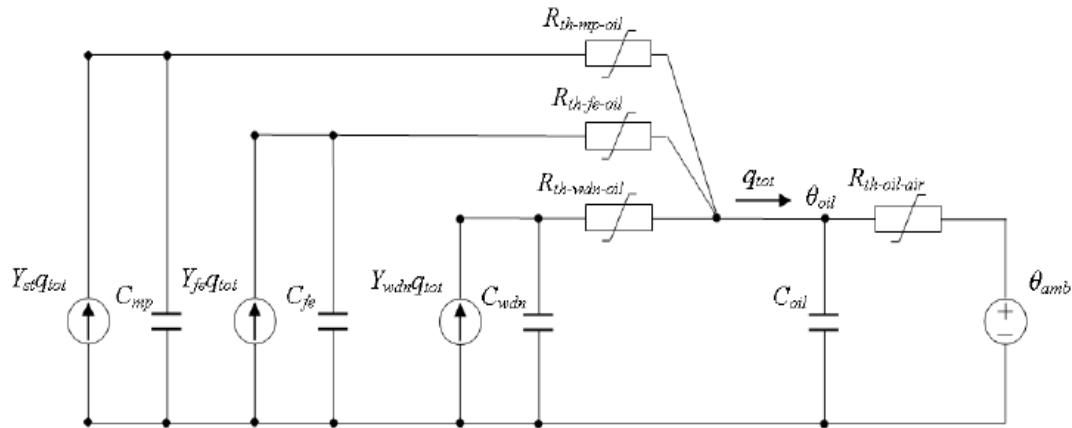 R_th-mp-oil
R_th-fe-oil
R_th-wdn-oil
q_tot
θ_oil
R_th-oil-air
Y_st q_tot
C_mp
Y_fe q_tot
C_fe
Y_wdn q_tot
C_wdn
C_oil
θ_amb
+
−